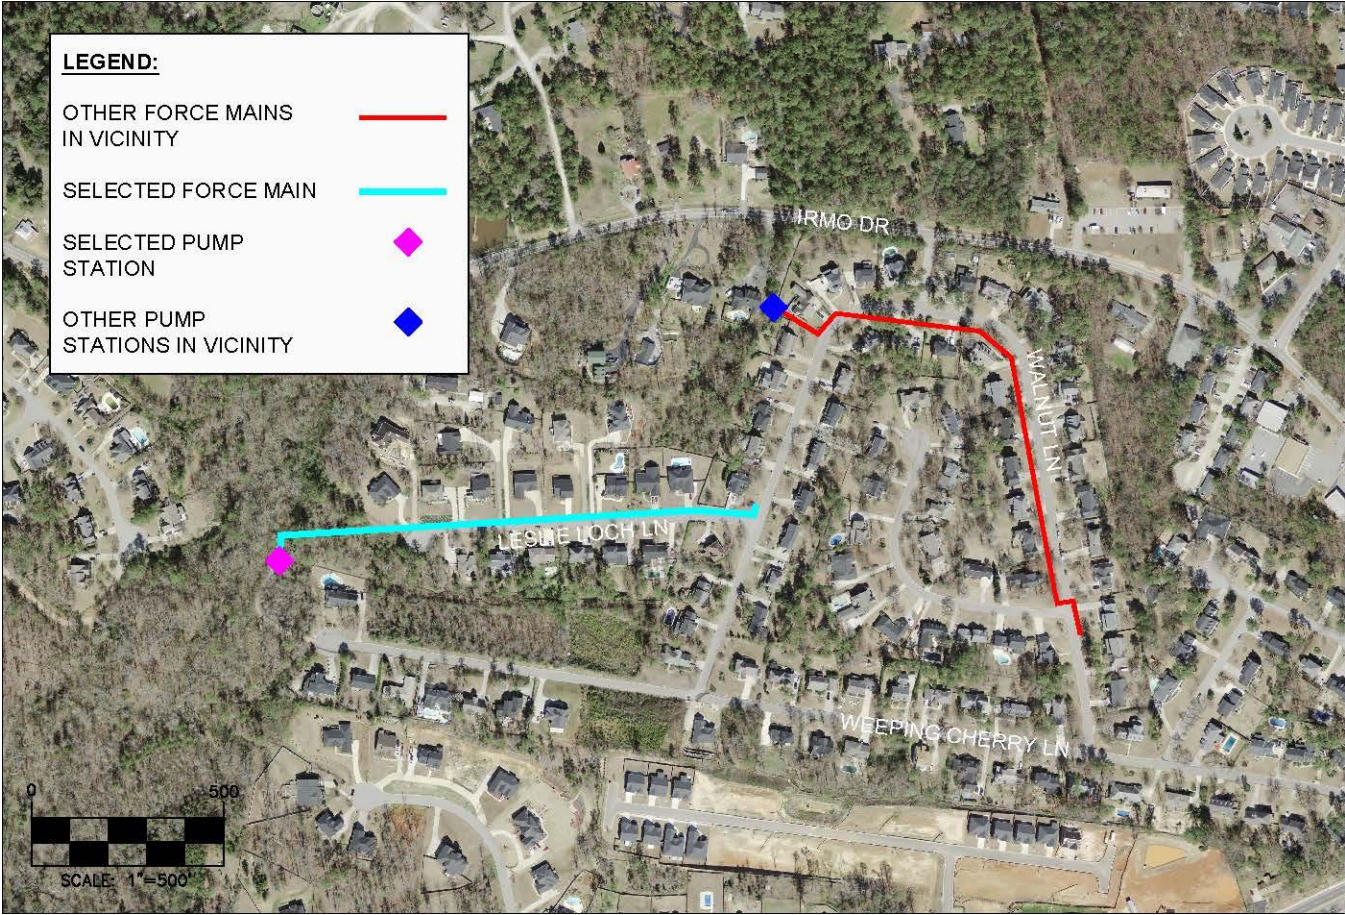 LEGEND:
OTHER FORCE MAINS
IN VICINITY
SELECTED FORCE MAIN
SELECTED PUMP
STATION
OTHER PUMP
STATIONS IN VICINITY
IRMO DR
WALNUT LN
LESLIE LOCH LN
WEEPING CHERRY LN
0 500
SCALE: 1"=500'